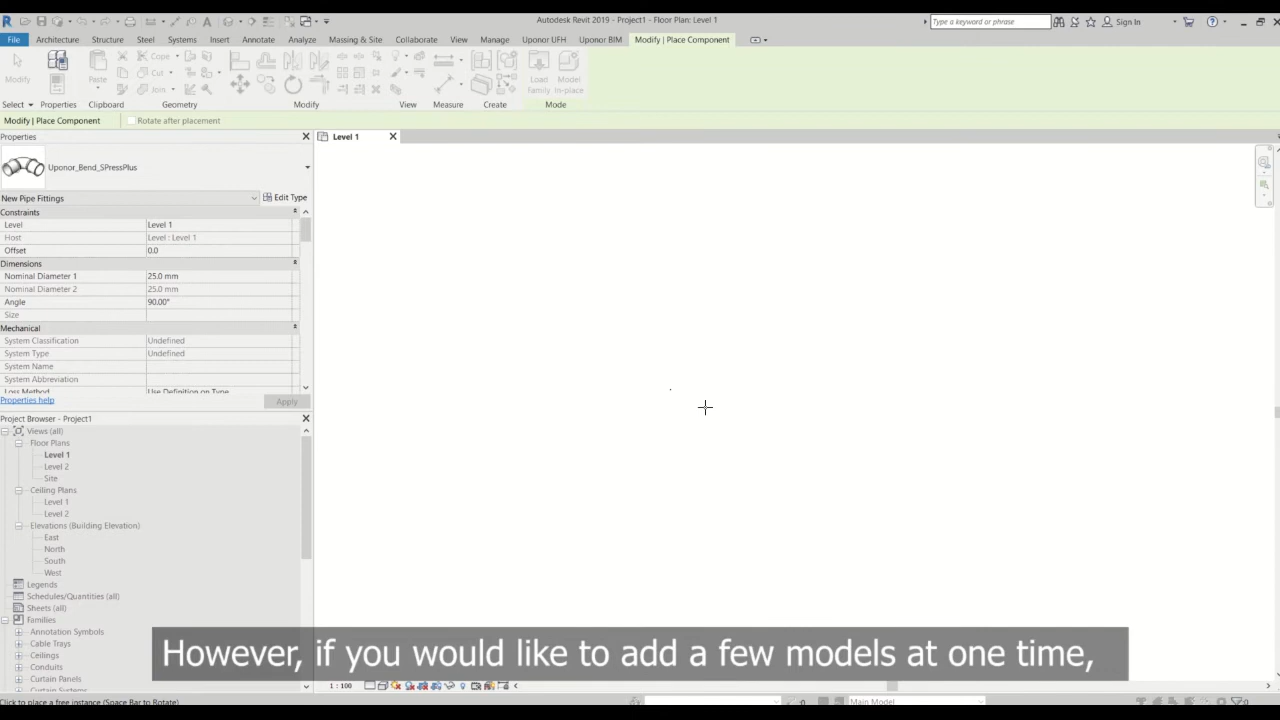 Autodesk Revit 2019 - Project1 - Floor Plan: Level 1
Type a keyword or phrase
Sign In
File Architecture Structure Steel Systems Insert Annotate Analyze Massing & Site Collaborate View Manage Uponor UFH Uponor BIM Modify | Place Component
Modify
Paste
Cope
Cut
Join
Load Family
Model In-place
Select Properties Clipboard Geometry Modify View Measure Create Mode
Modify | Place Component
Rotate after placement
Properties
Level 1
Uponor_Bend_SPressPlus
New Pipe Fittings
Edit Type
Constraints
Level Level 1
Host Level : Level 1
Offset 0.0
Dimensions
Nominal Diameter 1 25.0 mm
Nominal Diameter 2 25.0 mm
Angle 90.00°
Size
Mechanical
System Classification Undefined
System Type Undefined
System Name
System Abbreviation
Loss Method Use Definition on Type
Properties help
Apply
Project Browser - Project1
Views (all)
Floor Plans
Level 1
Level 2
Site
Ceiling Plans
Level 1
Level 2
Elevations (Building Elevation)
East
North
South
West
Legends
Schedules/Quantities (all)
Sheets (all)
Families
Annotation Symbols
Cable Trays
Ceilings
Conduits
Curtain Panels
Curtain Systems
However, if you would like to add a few models at one time,
1 : 100
Click to place a free instance (Space Bar to Rotate)
Main Model